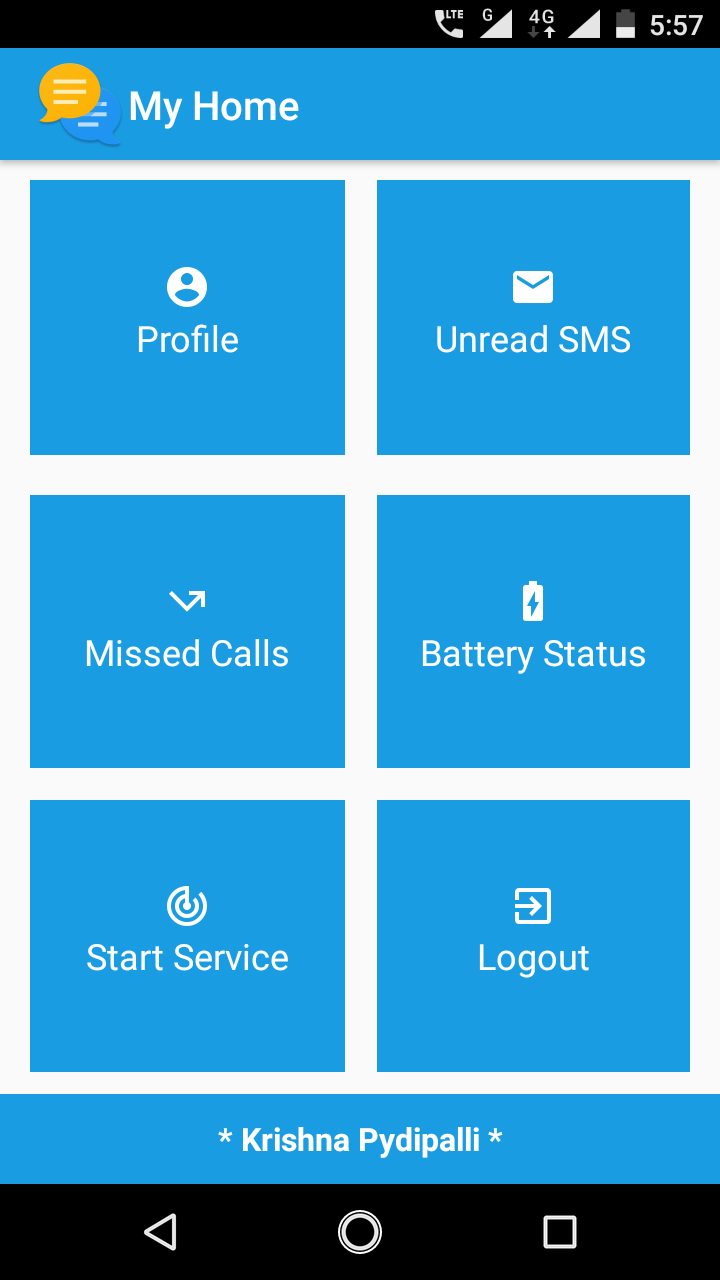 LTE G 4G 5:57
My Home
Profile
Unread SMS
Missed Calls
Battery Status
Start Service
Logout
* Krishna Pydipalli *